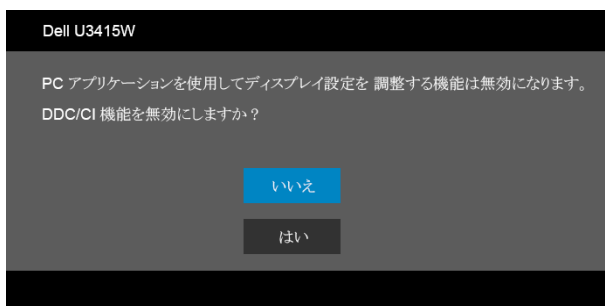 Dell U3415W
PC アプリケーションを使用してディスプレイ設定を 調整する機能は無効になります。
DDC/CI 機能を無効にしますか？
いいえ
はい